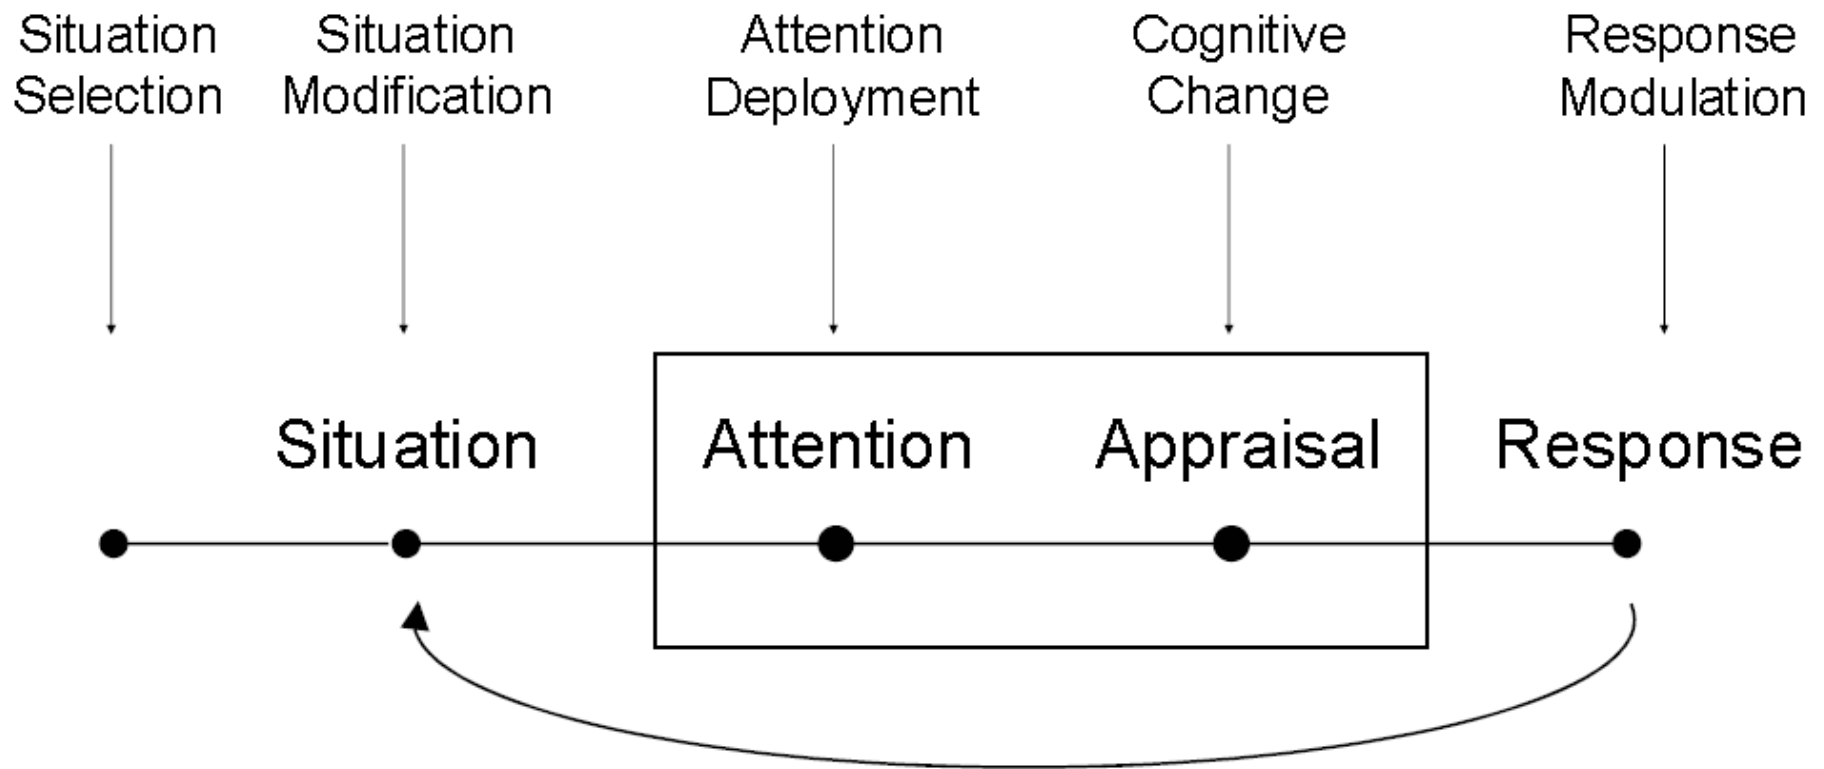 Situation
Selection
Situation
Modification
Attention
Deployment
Cognitive
Change
Response
Modulation
Situation
Attention
Appraisal
Response